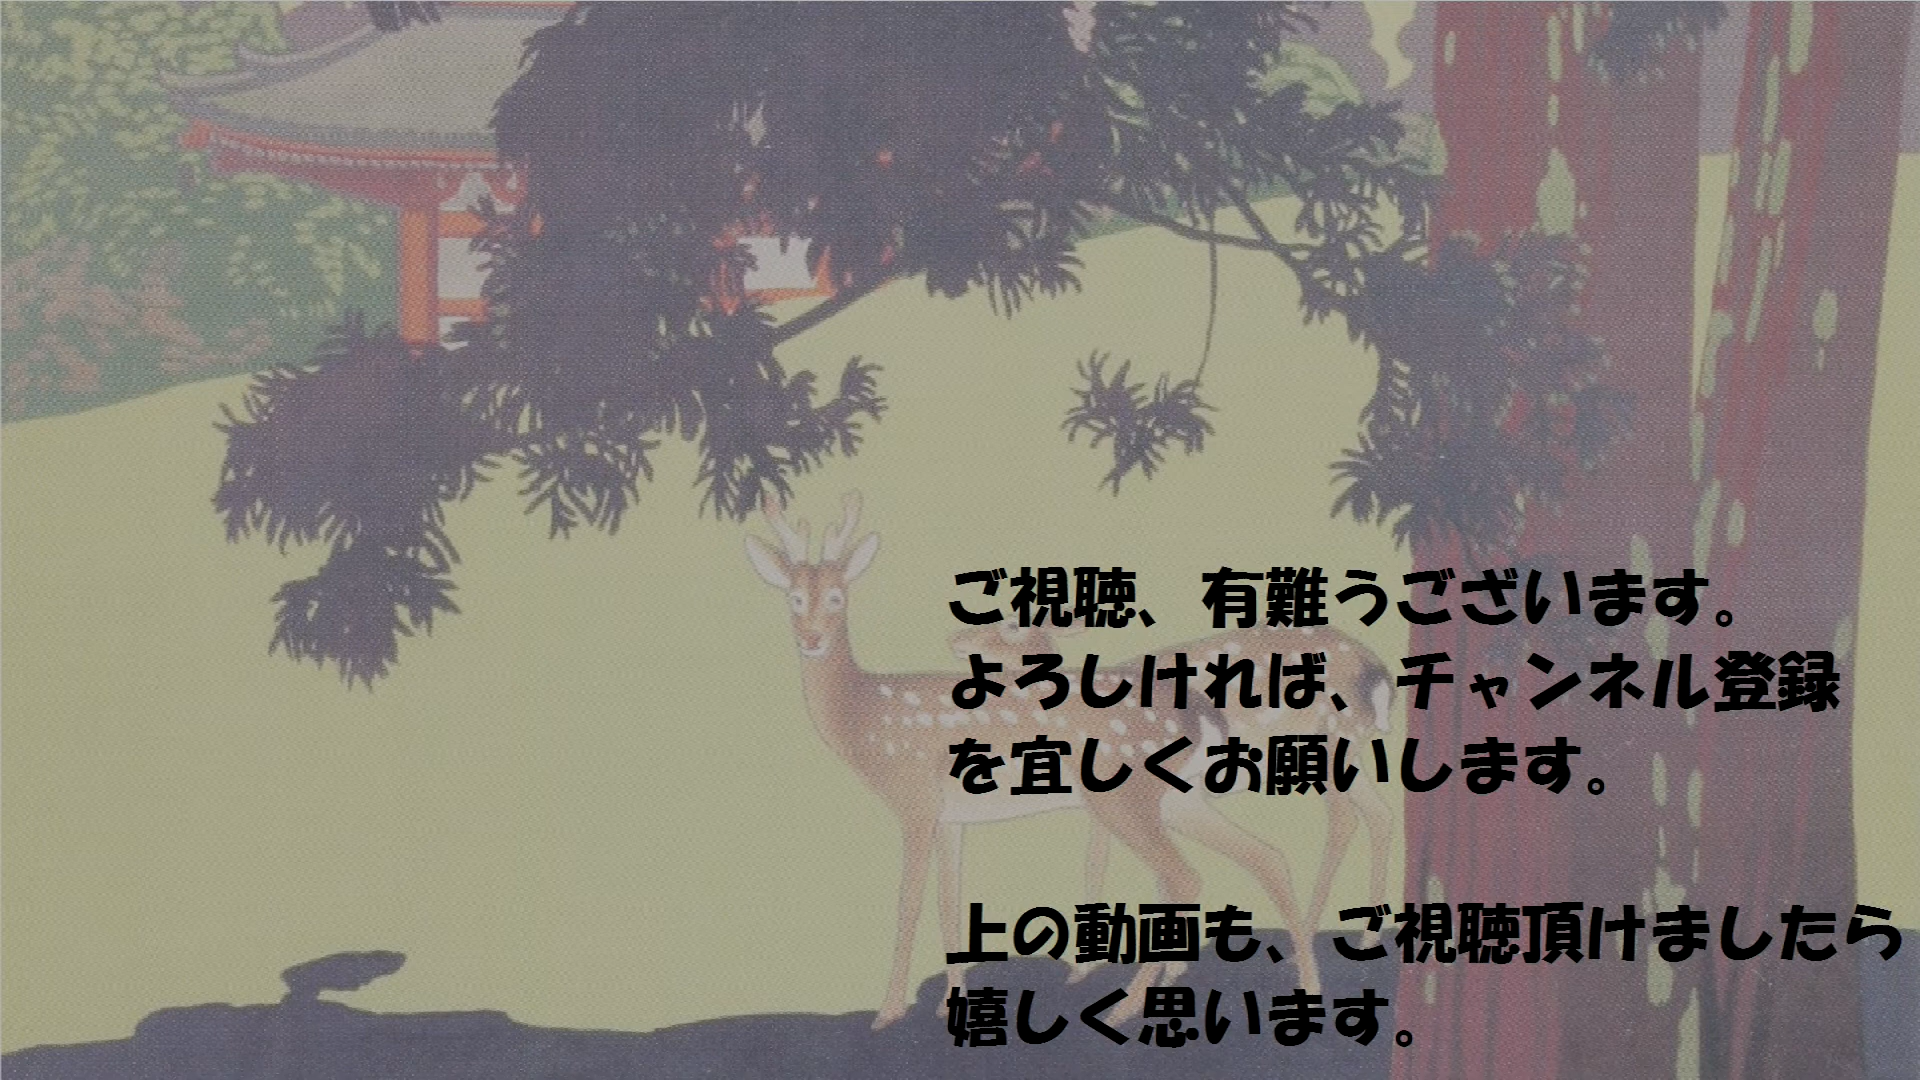 ご視聴、有難うございます。
よろしければ、チャンネル登録
を宜しくお願いします。
上の動画も、ご視聴頂けましたら
嬉しく思います。